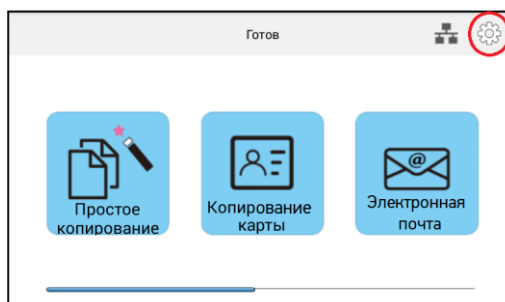 Готов
Простое
копирование
Копирование
карты
@
Электронная
почта